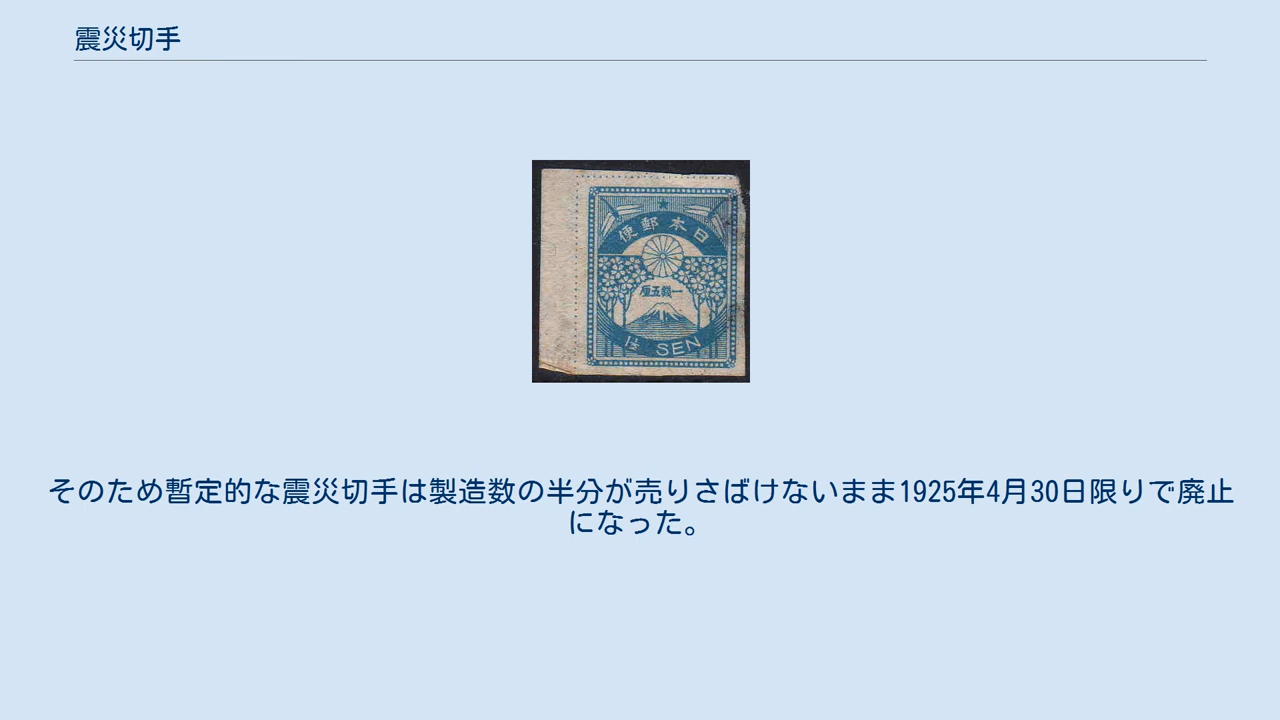 震災切手
便郵本日
厘五銭一
1½ SEN
そのため暫定的な震災切手は製造数の半分が売りさばけないまま1925年4月30日限りで廃止
になった。